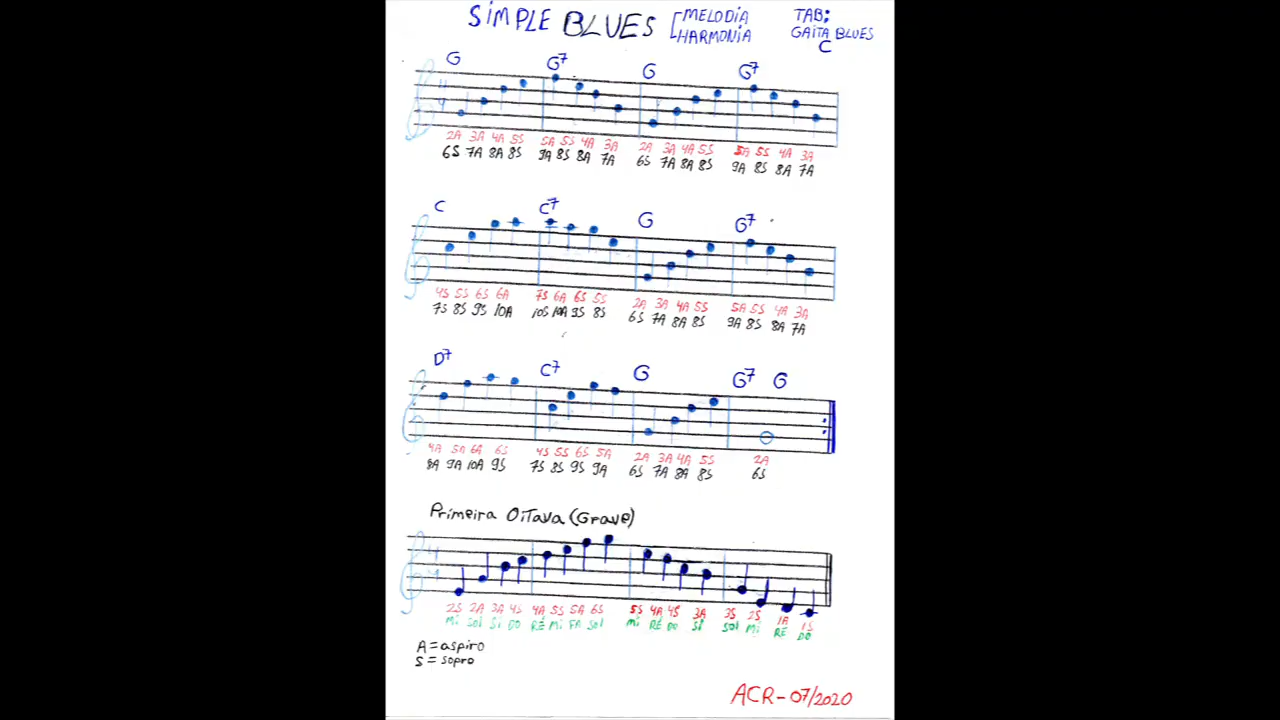 SIMPLE BLUES
MELODIA
HARMONIA
TAB:
GAITA BLUES
C
G G7 G G7
4
4
2A 3A 4A 5S 5A 5S 4A 3A 2A 3A 4A 5S 5A 5S 4A 3A
6S 7A 8A 8S 9A 8S 8A 7A 6S 7A 8A 8S 9A 8S 8A 7A
C C7 G G7
4S 5S 6S 6A 7S 6A 6S 5S 2A 3A 4A 5S 5A 5S 4A 3A
7S 8S 9S 10A 10S 10A 9S 8S 6S 7A 8A 8S 9A 8S 8A 7A
D7 C7 G G7 G
4A 5A 6A 6S 4S 5S 6S 5A 2A 3A 4A 5S 2A
8A 9A 10A 9S 7S 8S 9S 9A 6S 7A 8A 8S 6S
Primeira Oitava (Grave)
4
4
2S 2A 3A 4S 4A 5S 5A 6S 5S 4A 4S 3A 3S 2S 1A 1S
Mi Sol Si Do Ré Mi Fa Sol Mi Ré Do Si Sol Mi Ré Do
A = aspiro
S = sopro
ACR - 07/2020